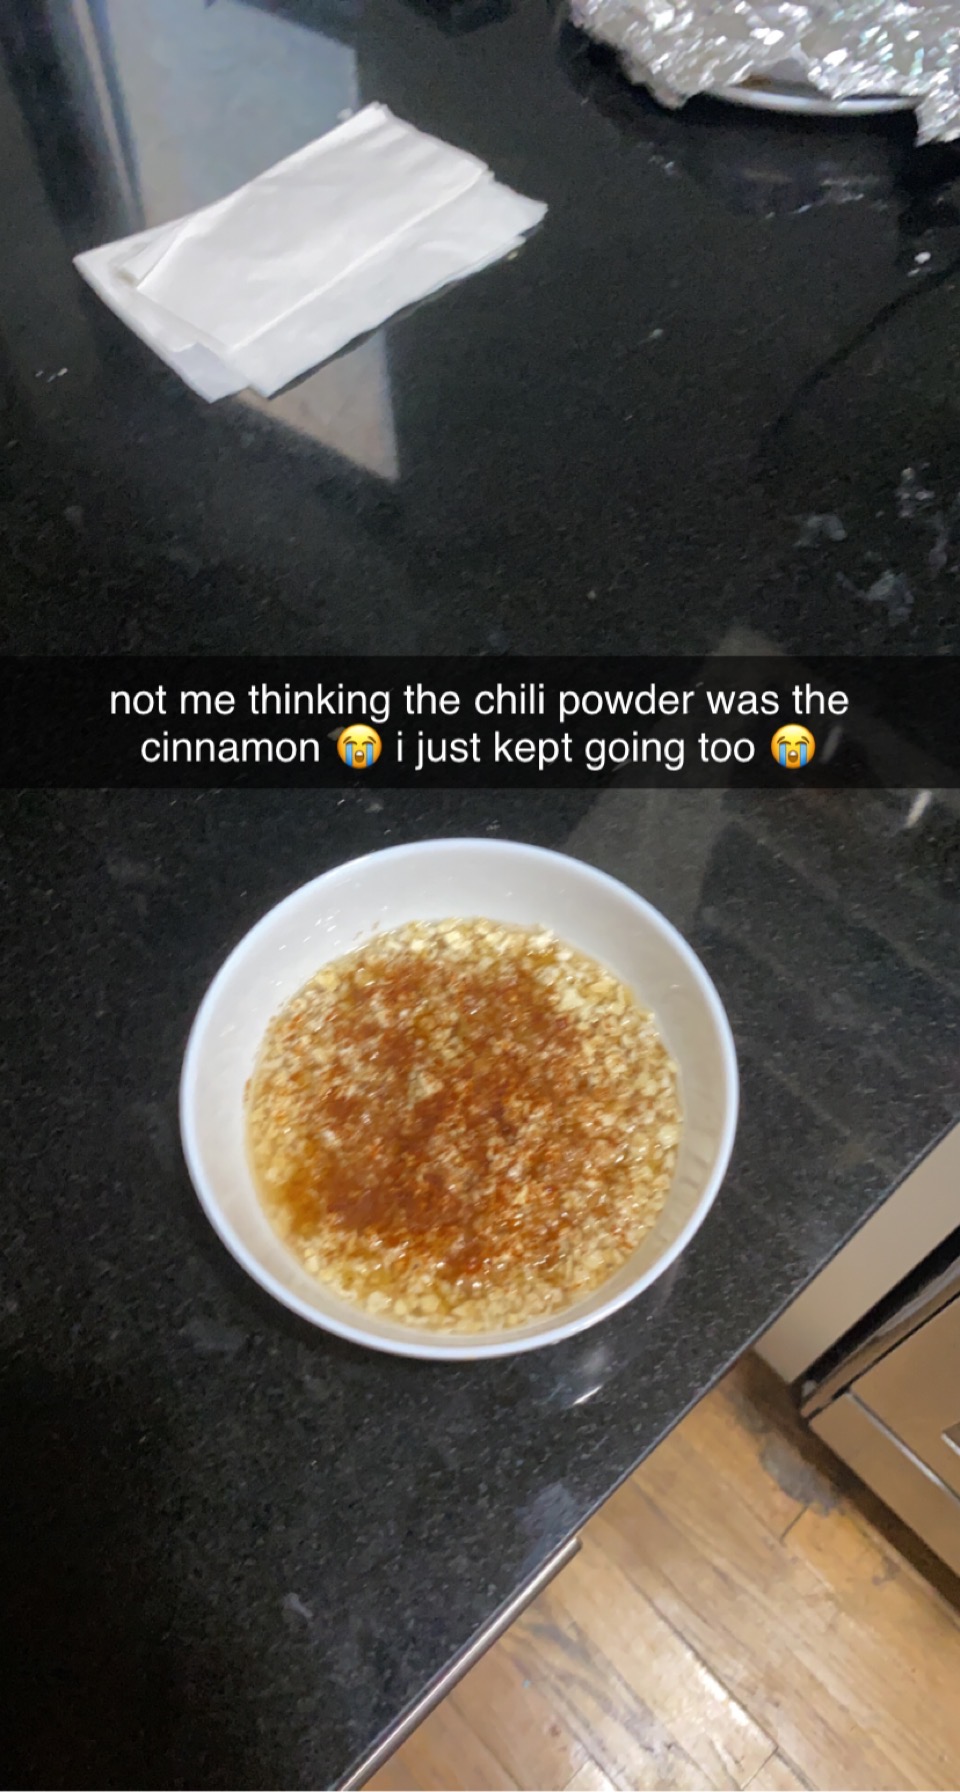 not me thinking the chili powder was the
cinnamon 😭 i just kept going too 😭